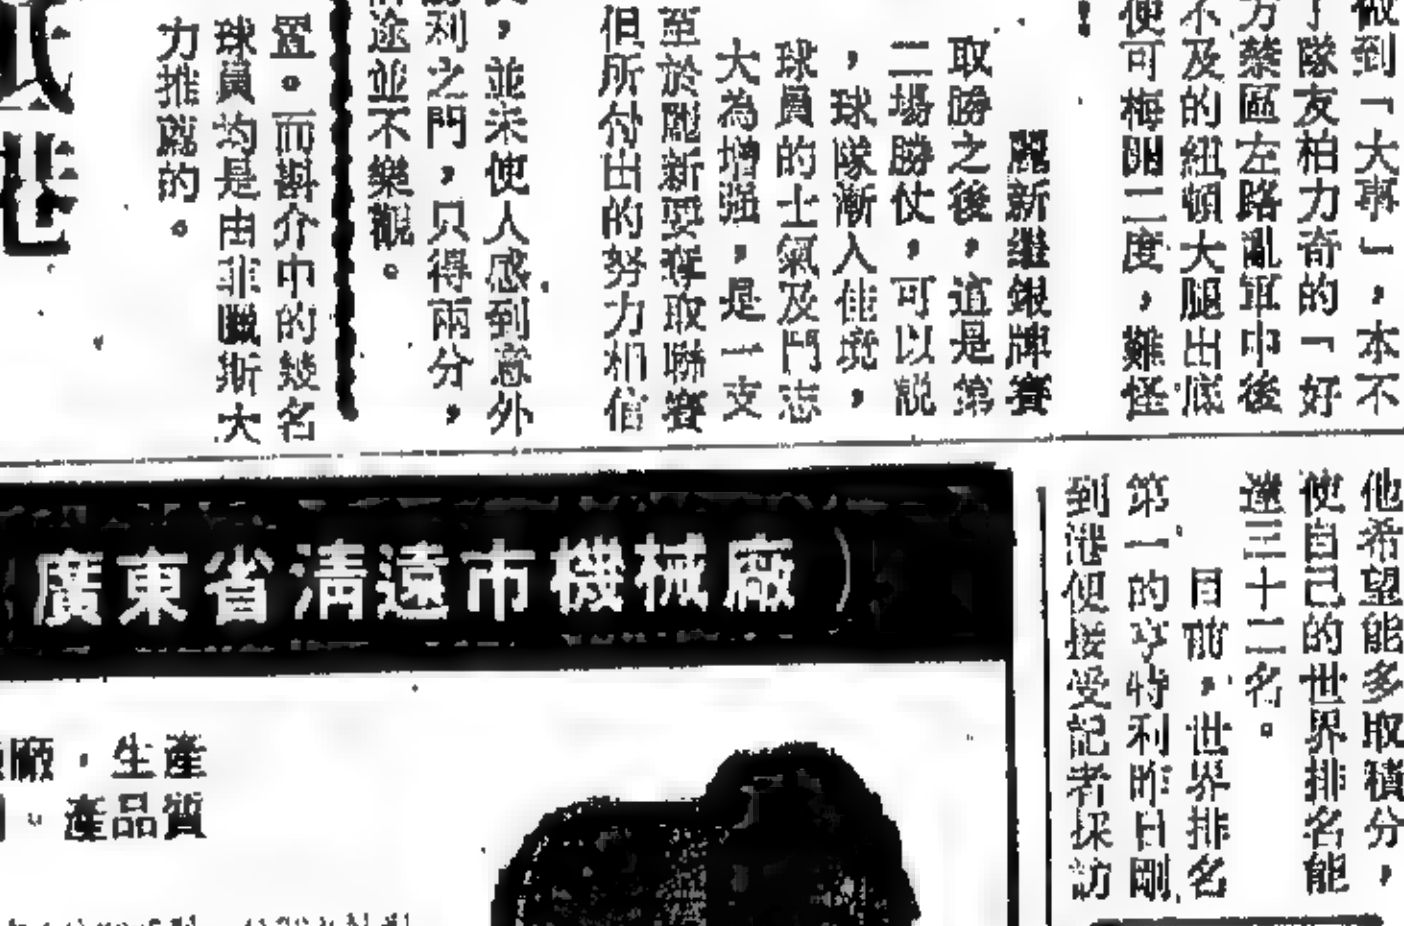 做到「大事」，本不
了隊友柏力奇的「好
方禁區左路亂軍中後
不及的紐頓大腿出底
便可梅開二度，難怪
！
麗新繼銀牌賽
取勝之後，這是第
二場勝仗，可以說
，球隊漸入佳境，
球員的士氣及鬥志
大為增強，是一支
至於麗新要奪取聯賽
但所付出的努力相信
，並未使人感到意外
利之門，只得兩分，
途並不樂觀。
置。而斟介中的幾名
球員均是由菲臘斯大
力推薦的。
他希望能多取積分，
使自己的世界排名能
達三十二名。
目前，世界排名
第一的亨特利昨日剛
到港便接受記者採訪
廣東省清遠市機械廠）
廠，生產
。產品質